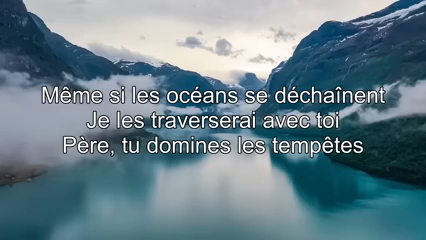 Même si les océans se déchaînent
Je les traverserai avec toi
Père, tu domines les tempêtes